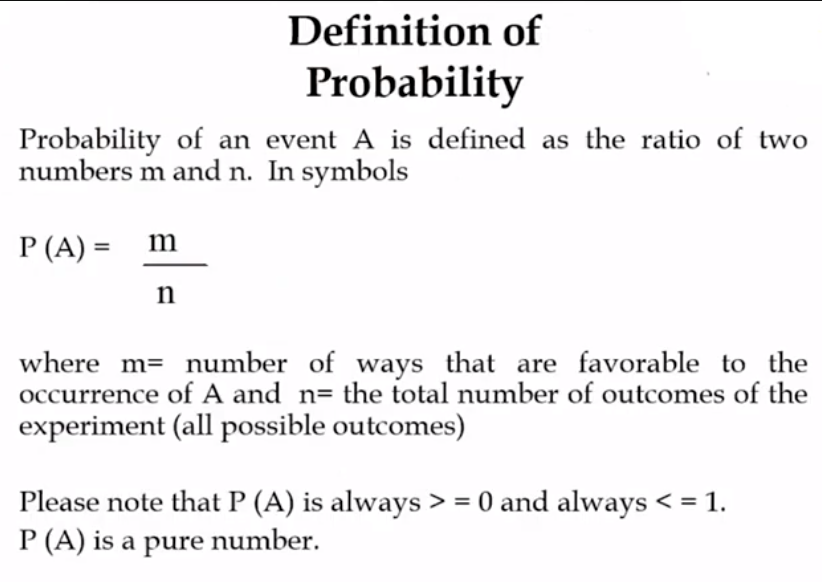 Definition of
Probability
Probability of an event A is defined as the ratio of two
numbers m and n. In symbols
P (A) = m
n
where m= number of ways that are favorable to the
occurrence of A and n= the total number of outcomes of the
experiment (all possible outcomes)
Please note that P (A) is always > = 0 and always < = 1.
P (A) is a pure number.